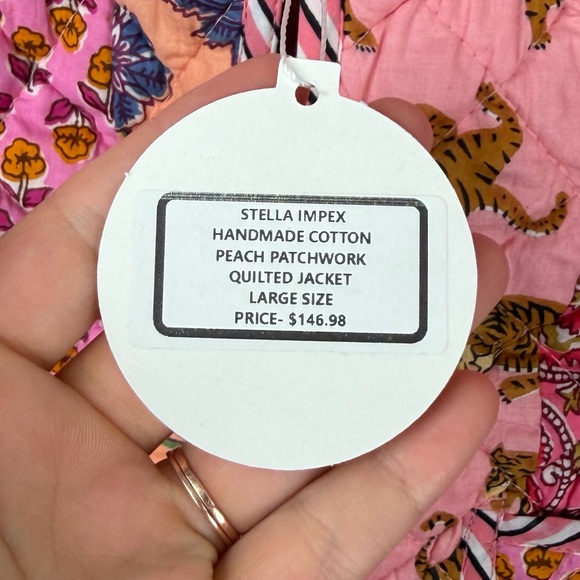 STELLA IMPEX
HANDMADE COTTON
PEACH PATCHWORK
QUILTED JACKET
LARGE SIZE
PRICE- $146.98